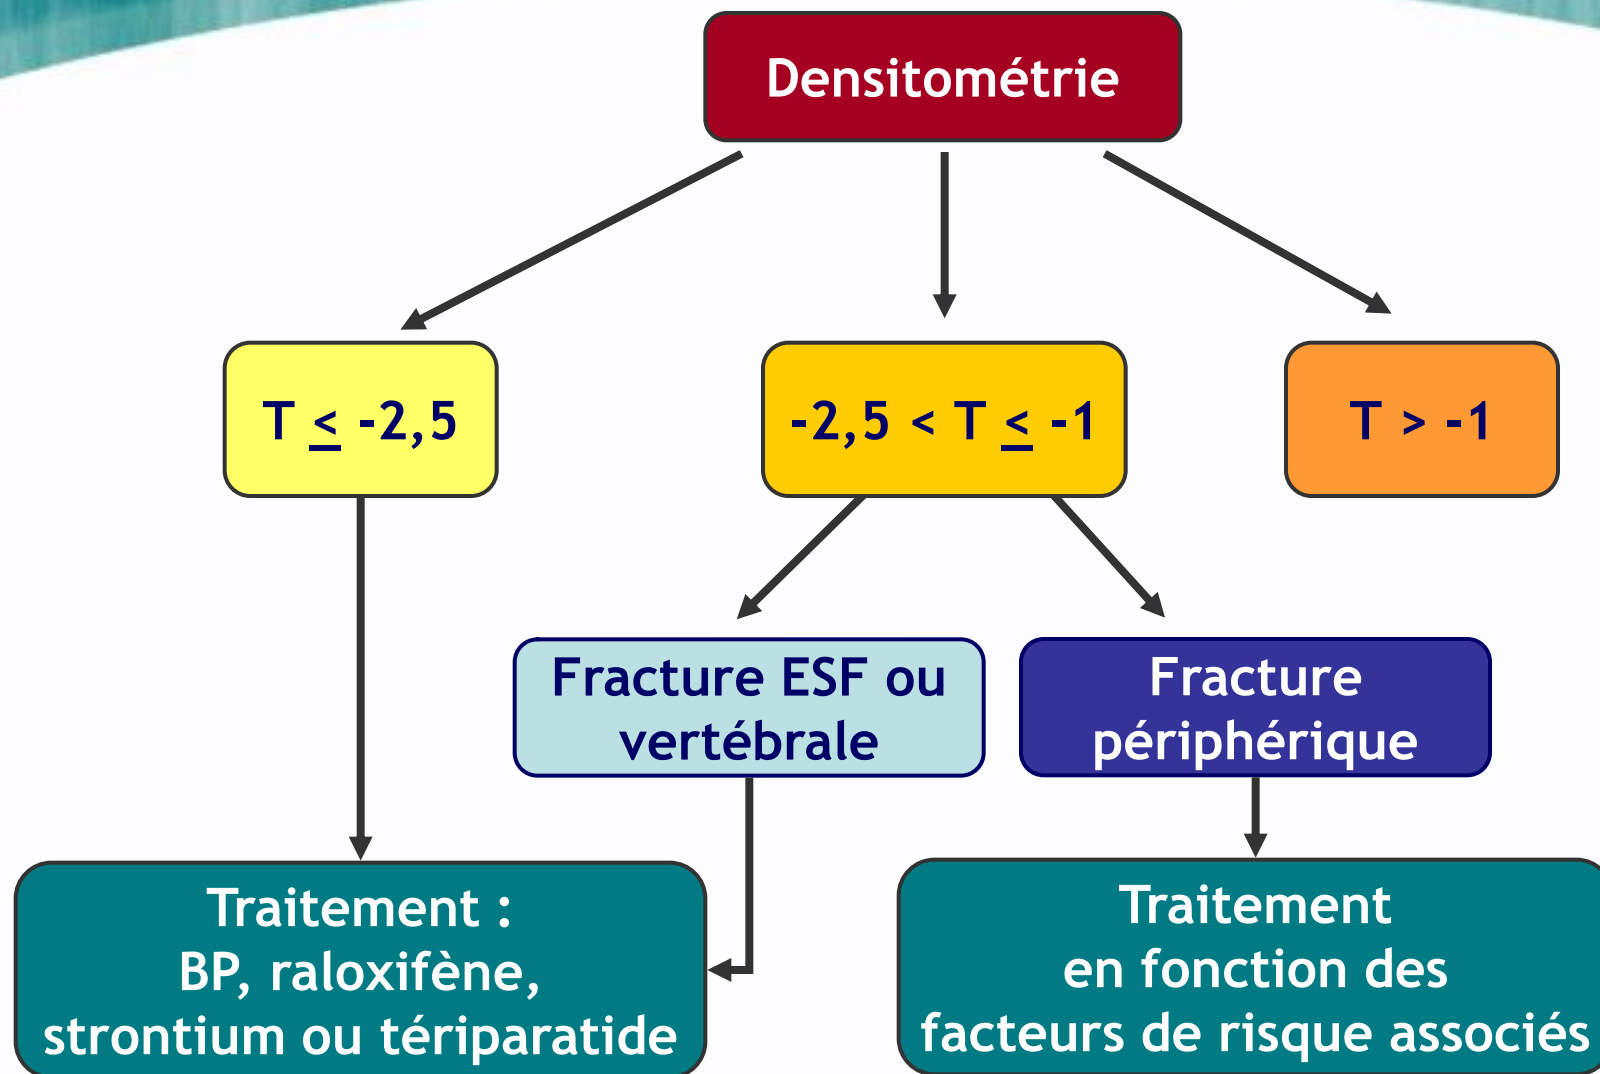 Densitométrie
T ≤ -2,5
-2,5 < T ≤ -1
T > -1
Fracture ESF ou
vertébrale
Fracture
périphérique
Traitement :
BP, raloxifène,
strontium ou tériparatide
Traitement
en fonction des
facteurs de risque associés